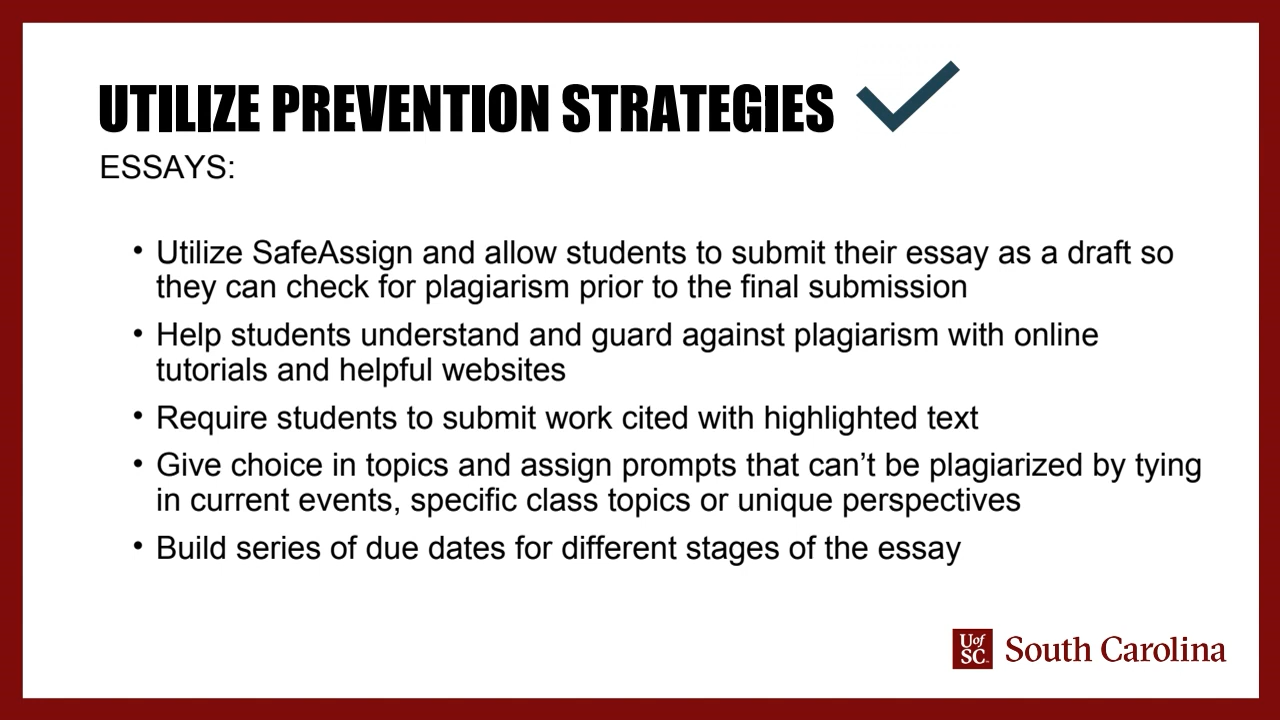 UTILIZE PREVENTION STRATEGIES
ESSAYS:
• Utilize SafeAssign and allow students to submit their essay as a draft so
they can check for plagiarism prior to the final submission
• Help students understand and guard against plagiarism with online
tutorials and helpful websites
• Require students to submit work cited with highlighted text
• Give choice in topics and assign prompts that can’t be plagiarized by tying
in current events, specific class topics or unique perspectives
• Build series of due dates for different stages of the essay
UofSC
South Carolina